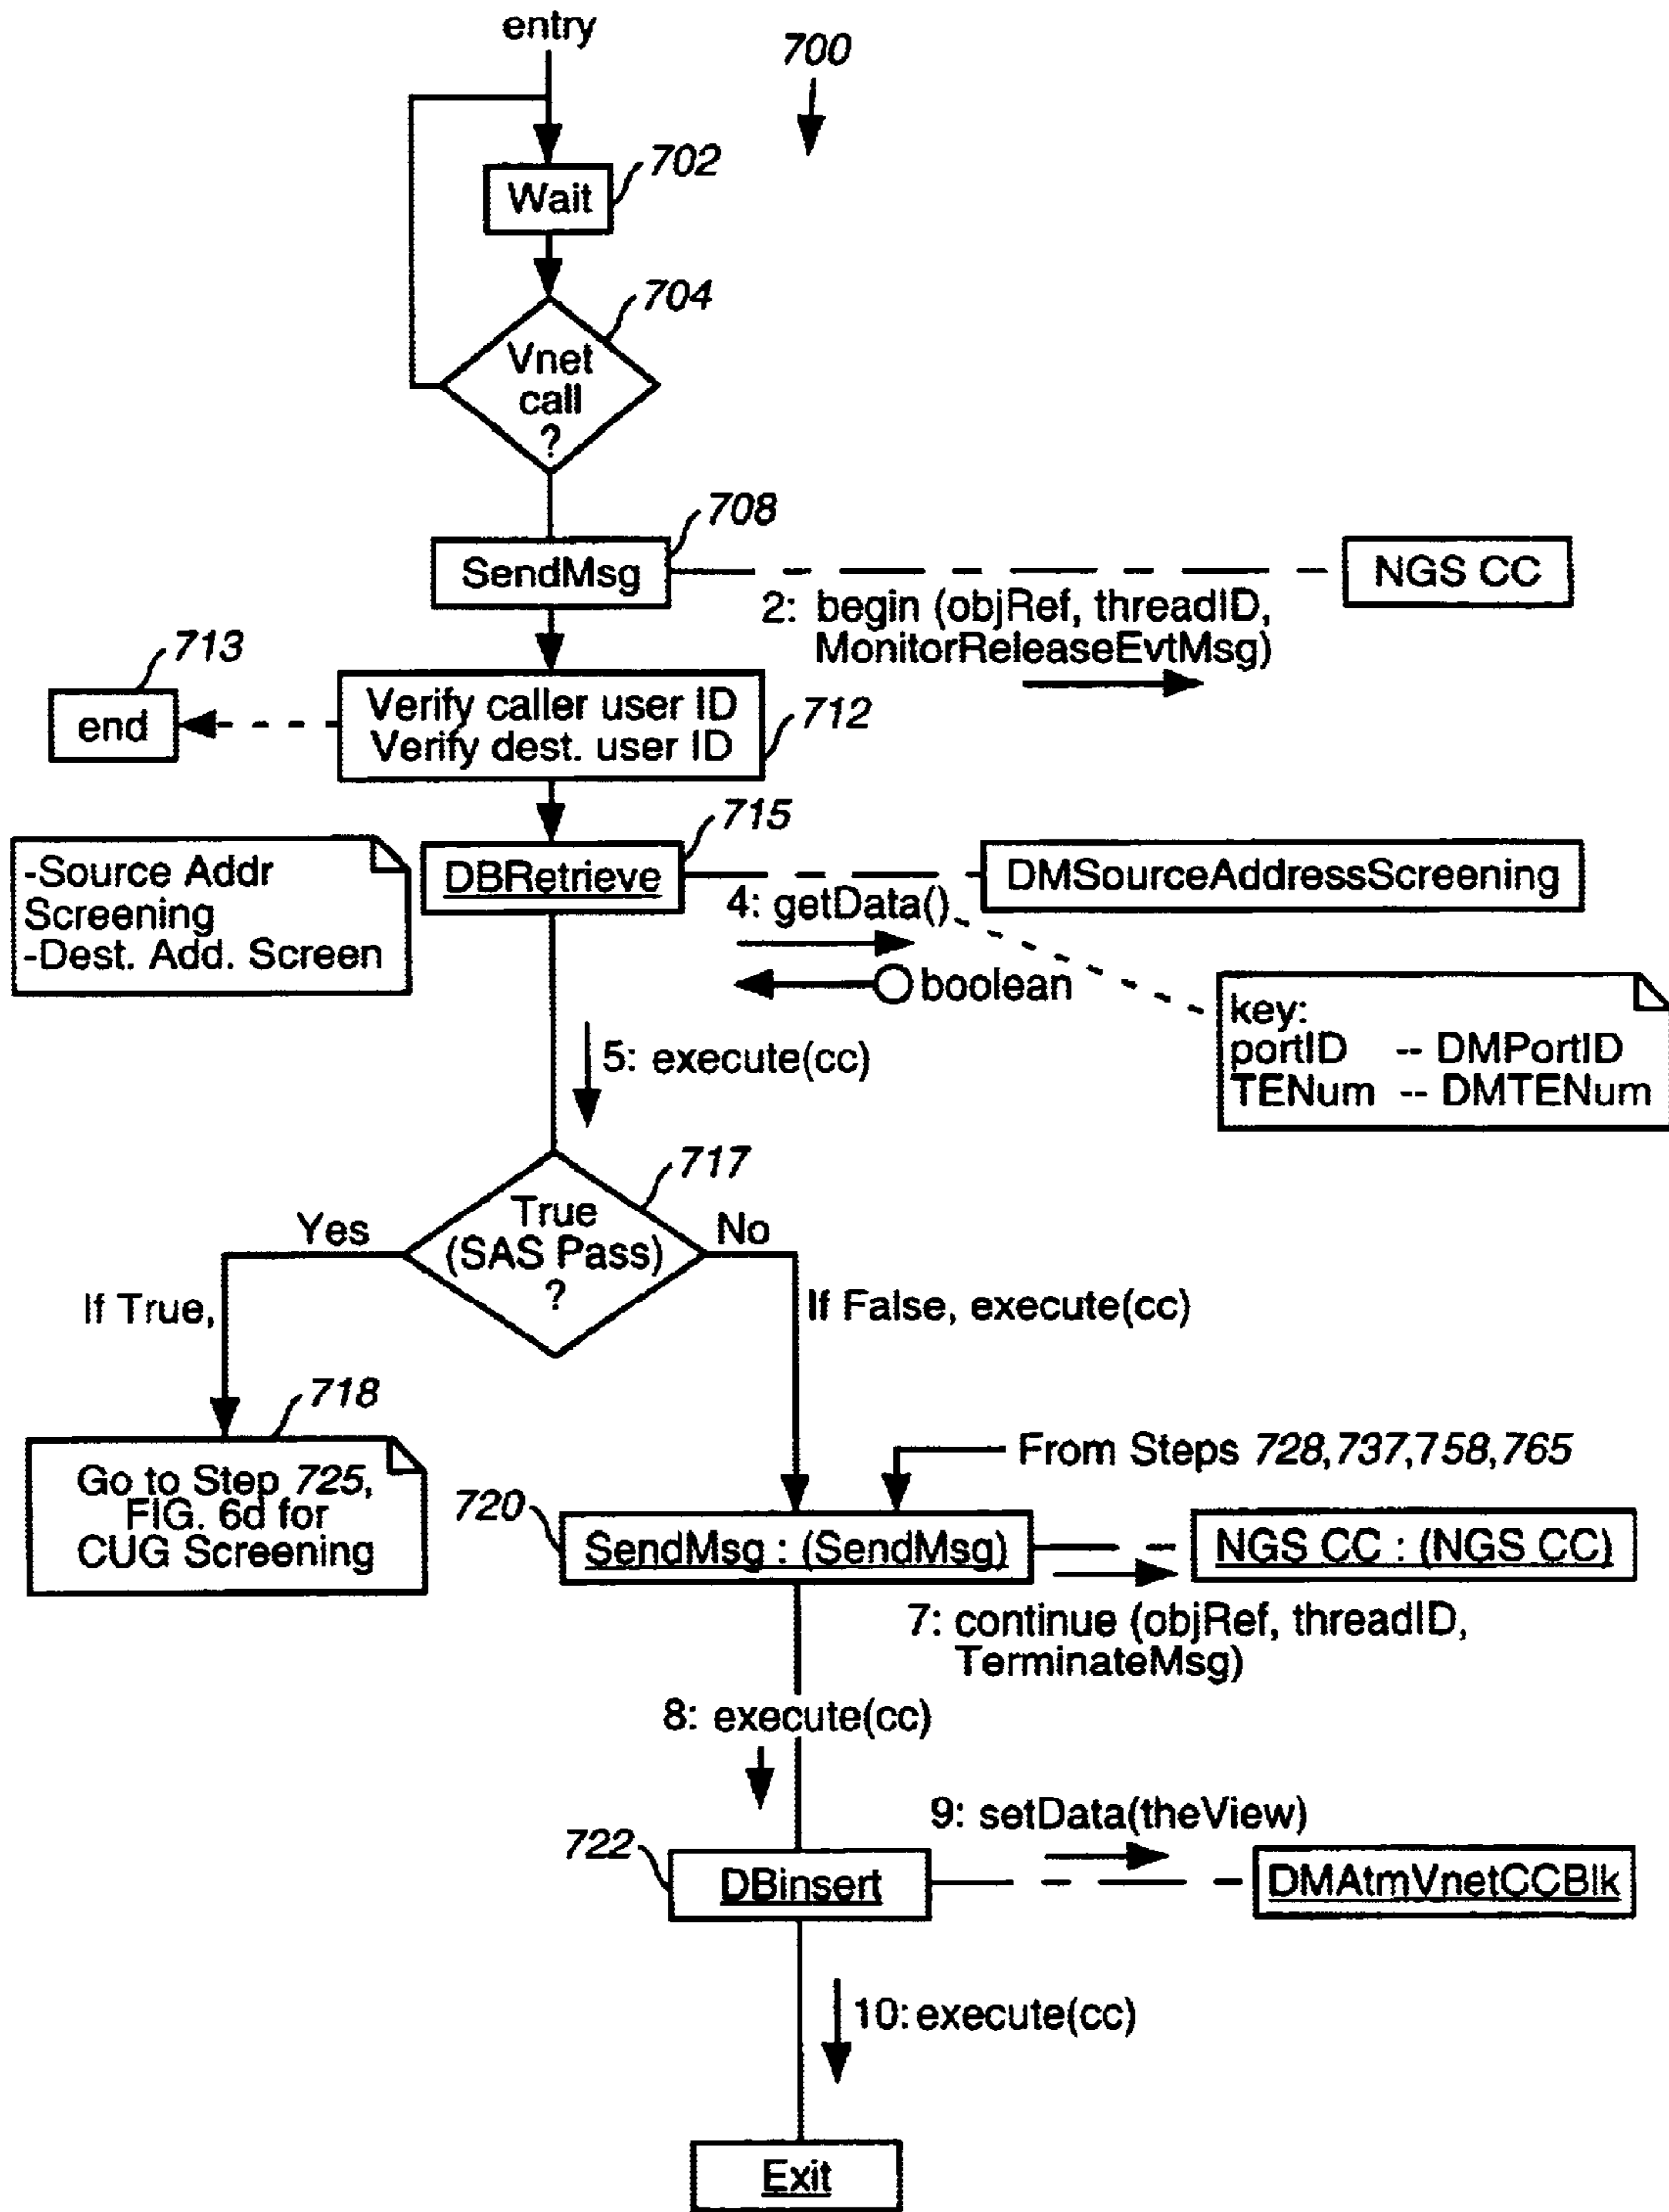 entry
700
702
Wait
704
Vnet
call
?
708
SendMsg
NGS CC
2: begin (objRef, threadID,
MonitorReleaseEvtMsg)
713
end
Verify caller user ID
Verify dest. user ID
712
715
-Source Addr
Screening
-Dest. Add. Screen
DBRetrieve
DMSourceAddressScreening
4: getData()
boolean
key:
portID -- DMPortID
TENum -- DMTENum
5: execute(cc)
717
True
(SAS Pass)
?
Yes
No
If True,
If False, execute(cc)
718
Go to Step 725,
FIG. 6d for
CUG Screening
From Steps 728,737,758,765
720
SendMsg : (SendMsg)
NGS CC : (NGS CC)
7: continue (objRef, threadID,
TerminateMsg)
8: execute(cc)
9: setData(theView)
722
DBinsert
DMAtmVnetCCBlk
10: execute(cc)
Exit